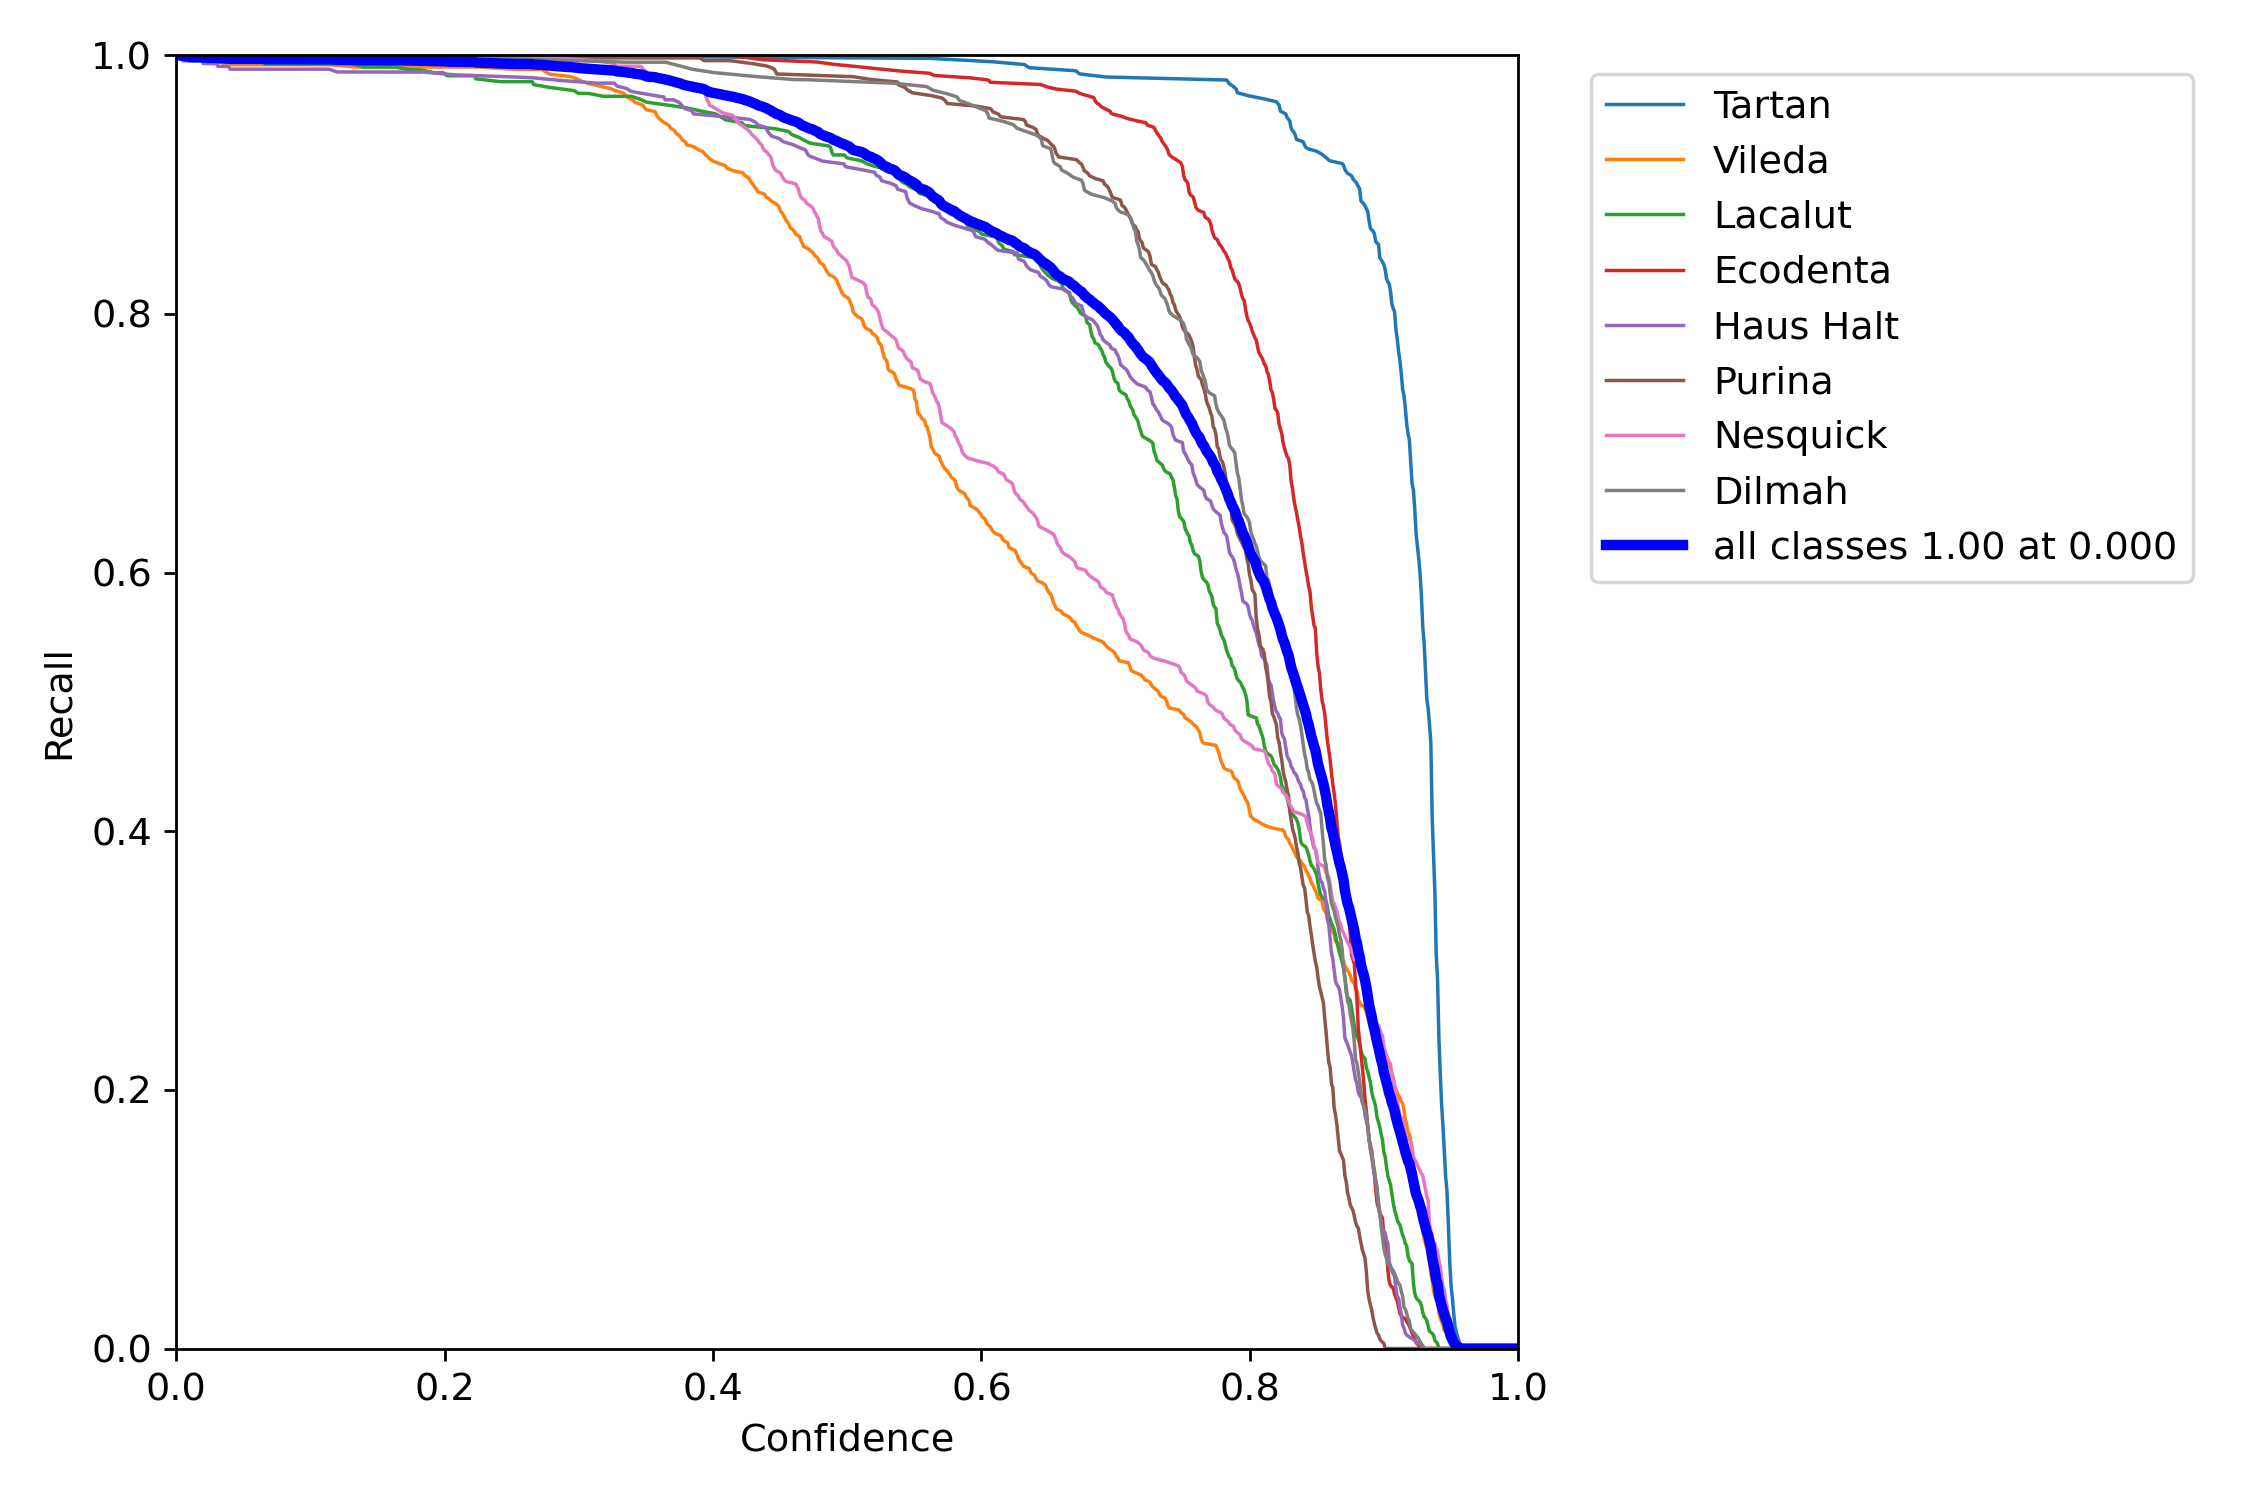 1.0
0.8
0.6
0.4
0.2
0.0
Recall
0.0 0.2 0.4 0.6 0.8 1.0
Confidence
Tartan
Vileda
Lacalut
Ecodenta
Haus Halt
Purina
Nesquick
Dilmah
all classes 1.00 at 0.000